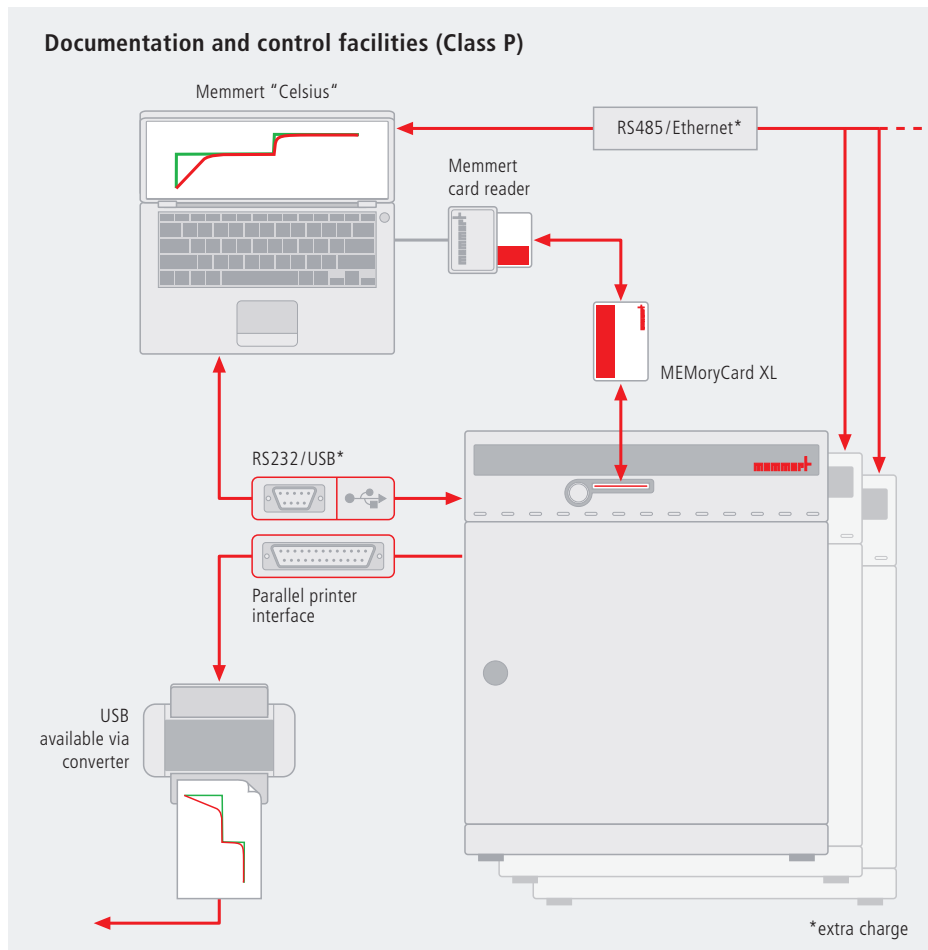 Documentation and control facilities (Class P)
Memmert “Celsius“
RS485/Ethernet*
Memmert
card reader
memmert
MEMoryCard XL
memmert
RS232/USB*
Parallel printer
interface
USB
available via
converter
*extra charge